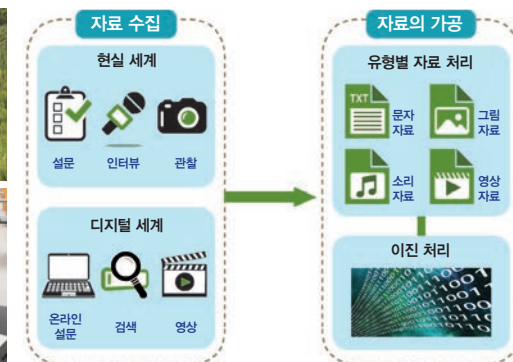 자료 수집
현실 세계
설문
인터뷰
관찰
디지털 세계
온라인
설문
검색
영상
자료의 가공
유형별 자료 처리
TXT
문자
자료
그림
자료
소리
자료
영상
자료
이진 처리